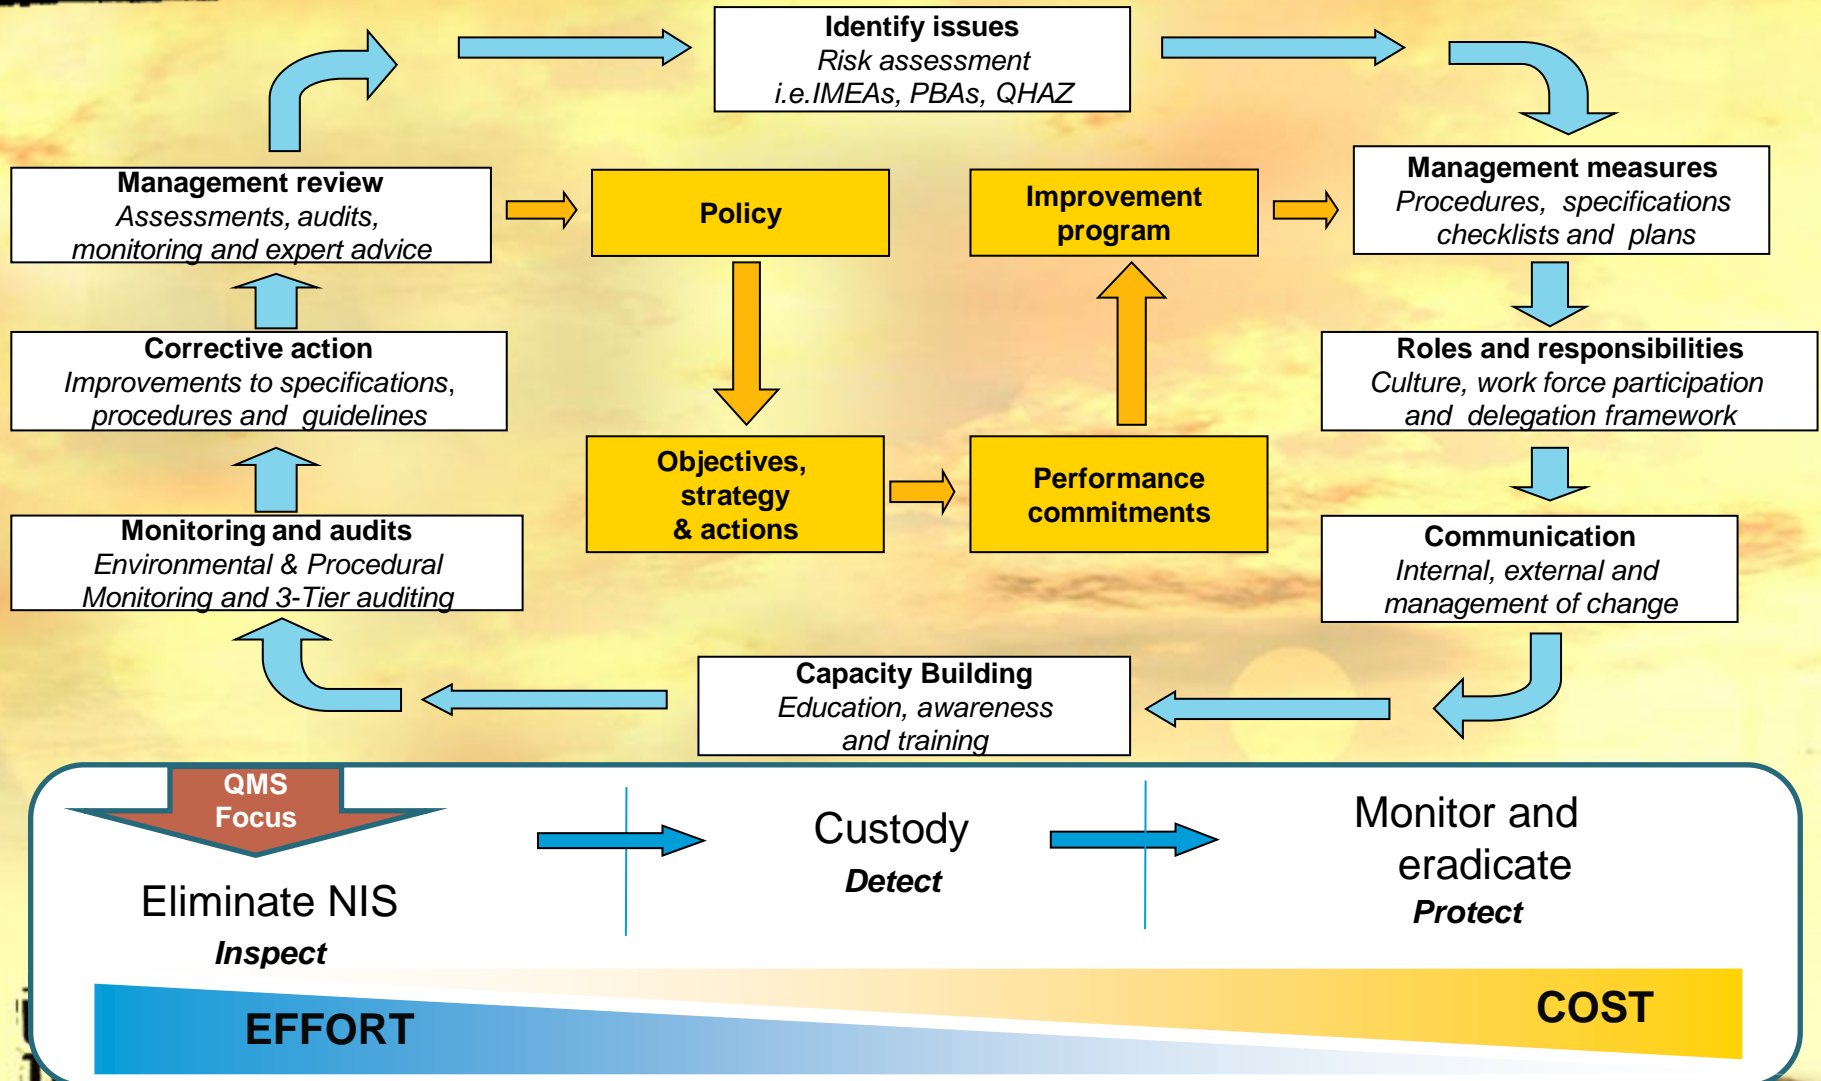 Identify issues
Risk assessment
i.e.IMEAs, PBAs, QHAZ
Management review
Assessments, audits,
monitoring and expert advice
Policy
Improvement
program
Management measures
Procedures, specifications
checklists and plans
Corrective action
Improvements to specifications,
procedures and guidelines
Roles and responsibilities
Culture, work force participation
and delegation framework
Objectives,
strategy
& actions
Performance
commitments
Monitoring and audits
Environmental & Procedural
Monitoring and 3-Tier auditing
Communication
Internal, external and
management of change
Capacity Building
Education, awareness
and training
QMS
Focus
Eliminate NIS
Inspect
Custody
Detect
Monitor and
eradicate
Protect
EFFORT
COST